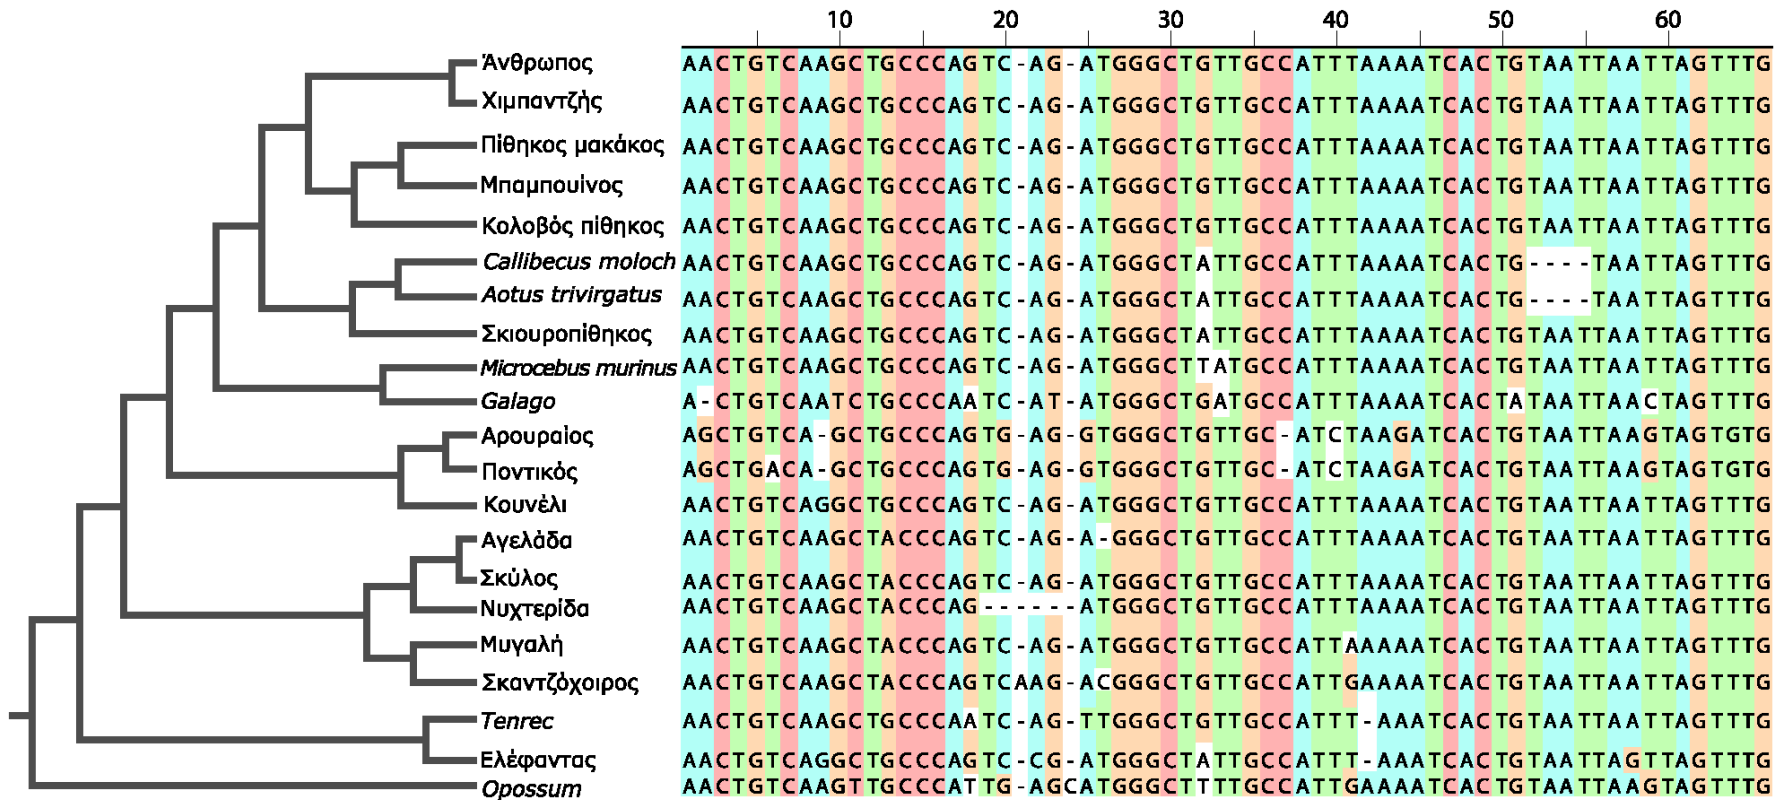 10 20 30 40 50 60
Άνθρωπος AACTGTCAAGCTGCCCAGTC-AG-ATGGGCTGTTGCCATTTAAAATCACTGTAATTAATTAGTTTG
Χιμπαντζής AACTGTCAAGCTGCCCAGTC-AG-ATGGGCTGTTGCCATTTAAAATCACTGTAATTAATTAGTTTG
Πίθηκος μακάκος AACTGTCAAGCTGCCCAGTC-AG-ATGGGCTGTTGCCATTTAAAATCACTGTAATTAATTAGTTTG
Μπαμπουίνος AACTGTCAAGCTGCCCAGTC-AG-ATGGGCTGTTGCCATTTAAAATCACTGTAATTAATTAGTTTG
Κολοβός πίθηκος AACTGTCAAGCTGCCCAGTC-AG-ATGGGCTGTTGCCATTTAAAATCACTGTAATTAATTAGTTTG
Callibecus moloch AACTGTCAAGCTGCCCAGTC-AG-ATGGGCTATTGCCATTTAAAATCACTG----TAATTAGTTTG
Aotus trivirgatus AACTGTCAAGCTGCCCAGTC-AG-ATGGGCTATTGCCATTTAAAATCACTG----TAATTAGTTTG
Σκιουροπίθηκος AACTGTCAAGCTGCCCAGTC-AG-ATGGGCTATTGCCATTTAAAATCACTGTAATTAATTAGTTTG
Microcebus murinus AACTGTCAAGCTGCCCAGTC-AG-ATGGGCTTATGCCATTTAAAATCACTGTAATTAATTAGTTTG
Galago A-CTGTCAATCTGCCCAATC-AT-ATGGGCTGATGCCATTTAAAATCACTATAATTAACTAGTTTG
Αρουραίος AGCTGTCA-GCTGCCCAGTG-AG-GTGGGCTGTTGC-ATCTAAGATCACTGTAATTAAGTAGTGTG
Ποντικός AGCTGACA-GCTGCCCAGTG-AG-GTGGGCTGTTGC-ATCTAAGATCACTGTAATTAAGTAGTGTG
Κουνέλι AACTGTCAGGCTGCCCAGTC-AG-ATGGGCTGTTGCCATTTAAAATCACTGTAATTAATTAGTTTG
Αγελάδα AACTGTCAAGCTACCCAGTC-AG-A-GGGCTGTTGCCATTTAAAATCACTGTAATTAATTAGTTTG
Σκύλος AACTGTCAAGCTACCCAGTC-AG-ATGGGCTGTTGCCATTTAAAATCACTGTAATTAATTAGTTTG
Νυχτερίδα AACTGTCAAGCTACCCAG------ATGGGCTGTTGCCATTTAAAATCACTGTAATTAATTAGTTTG
Μυγαλή AACTGTCAAGCTACCCAGTC-AG-ATGGGCTGTTGCCATTAAAAATCACTGTAATTAATTAGTTTG
Σκαντζόχοιρος AACTGTCAAGCTACCCAGTCAAG-ACGGGCTGTTGCCATTGAAAATCACTGTAATTAATTAGTTTG
Tenrec AACTGTCAAGCTGCCCAATC-AG-TTGGGCTGTTGCCATTT-AAATCACTGTAATTAATTAGTTTG
Ελέφαντας AACTGTCAGGCTGCCCAGTC-CG-ATGGGCTATTGCCATTT-AAATCACTGTAATTAGTTAGTTTG
Opossum AACTGTCAAGTTGCCCATTG-AGCATGGGCTTTTGCCATTGAAAATCACTGTAATTAAGTAGTTTG